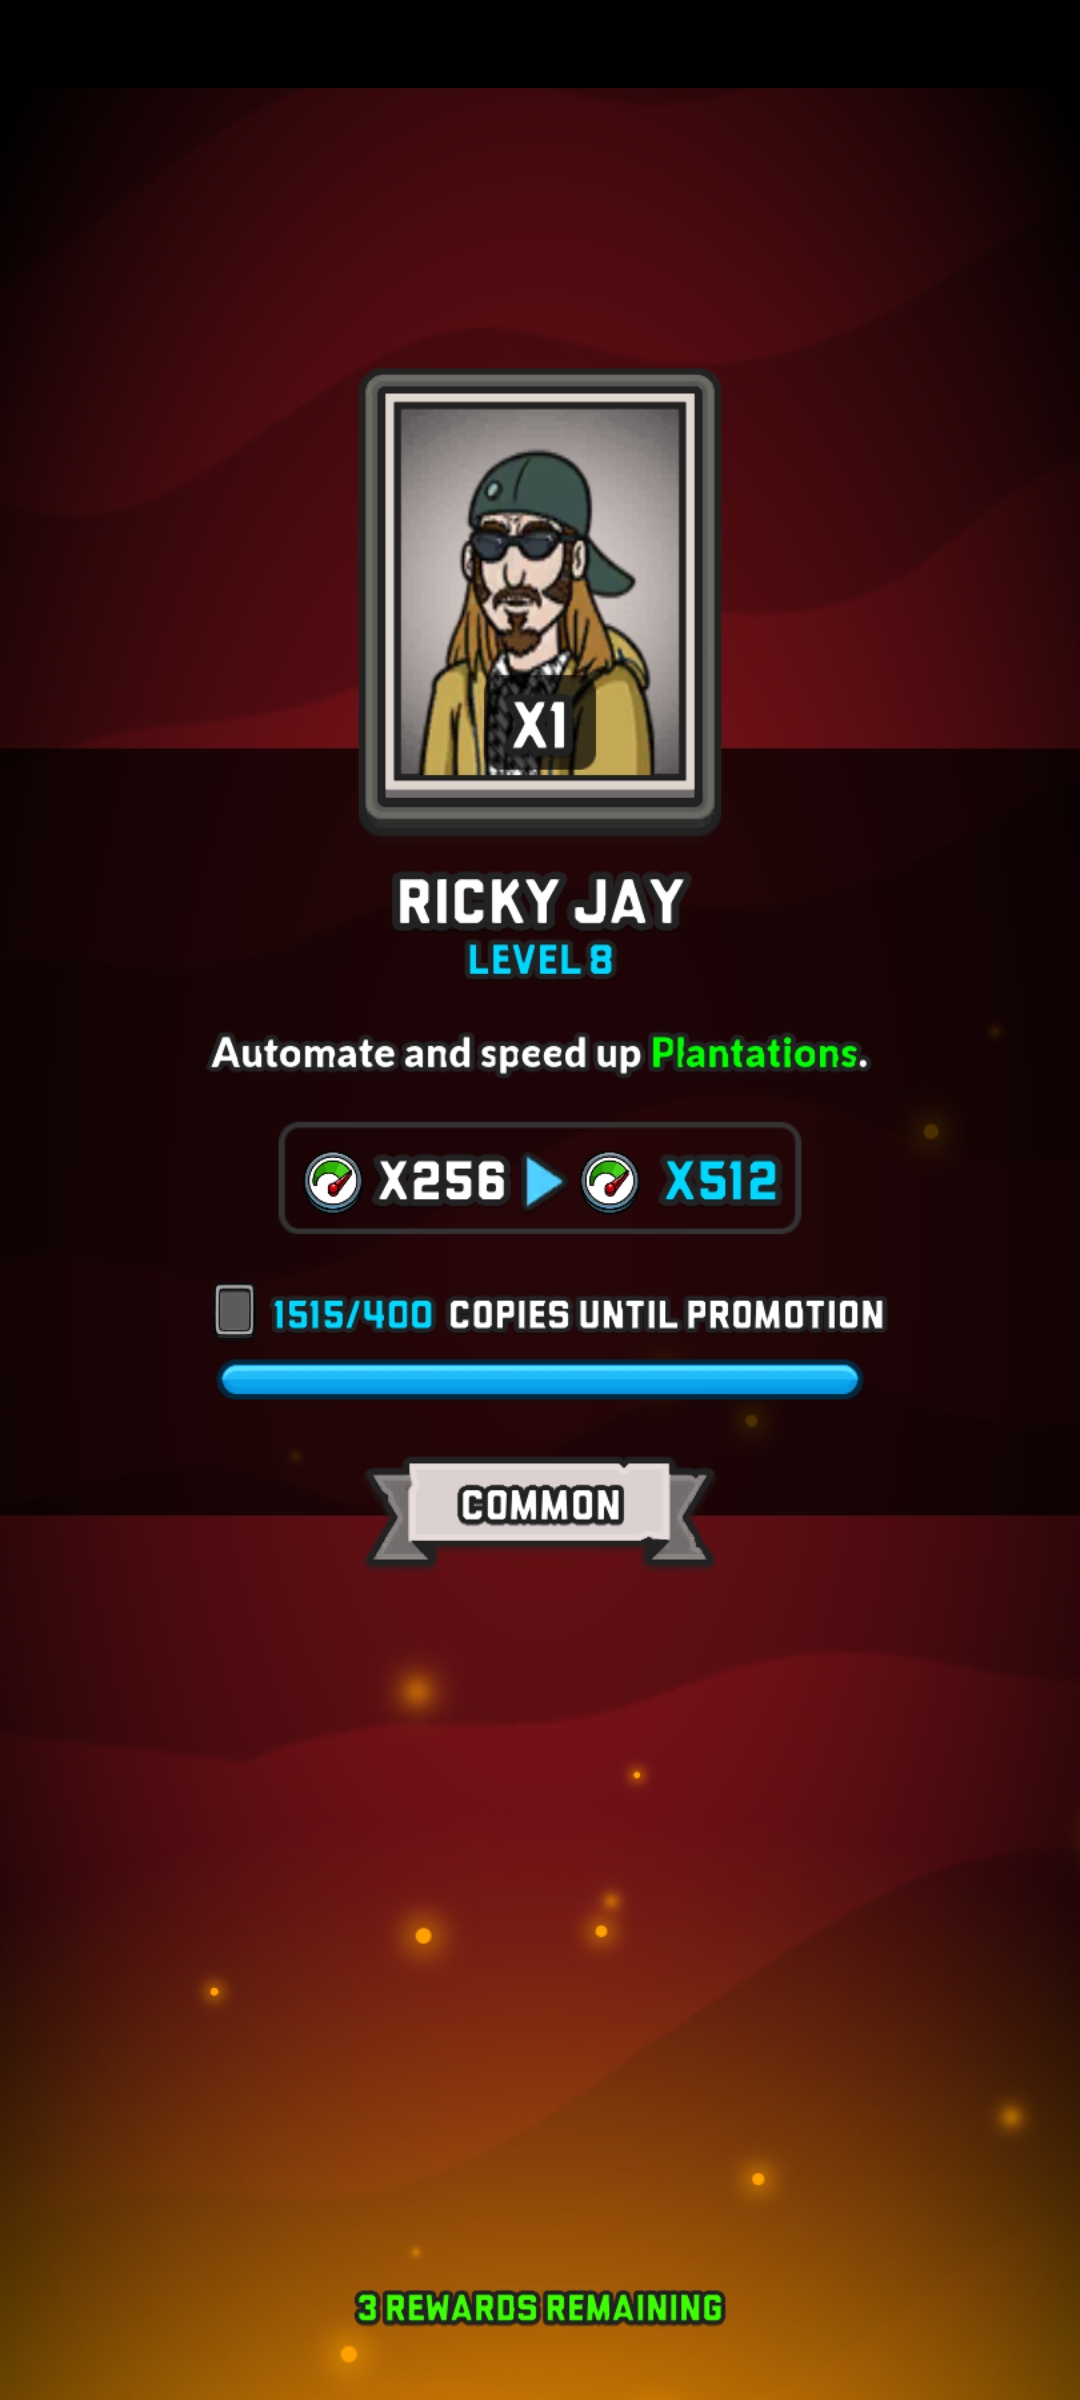 X1
RICKY JAY
LEVEL 8
Automate and speed up Plantations.
X256 X512
1515/400 COPIES UNTIL PROMOTION
COMMON
3 REWARDS REMAINING